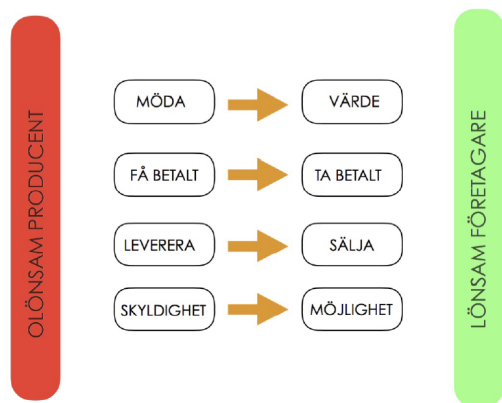 OLÖNSAM PRODUCENT
MÖDA
VÄRDE
FÅ BETALT
TA BETALT
LEVERERA
SÄLJA
SKYLDIGHET
MÖJLIGHET
LÖNSAM FÖRETAGARE